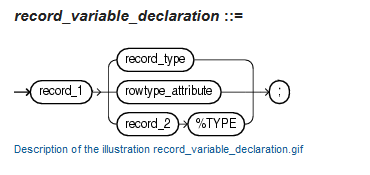 record_variable_declaration ::=
record_type
record_1 rowtype_attribute ;
record_2 %TYPE
Description of the illustration record_variable_declaration.gif